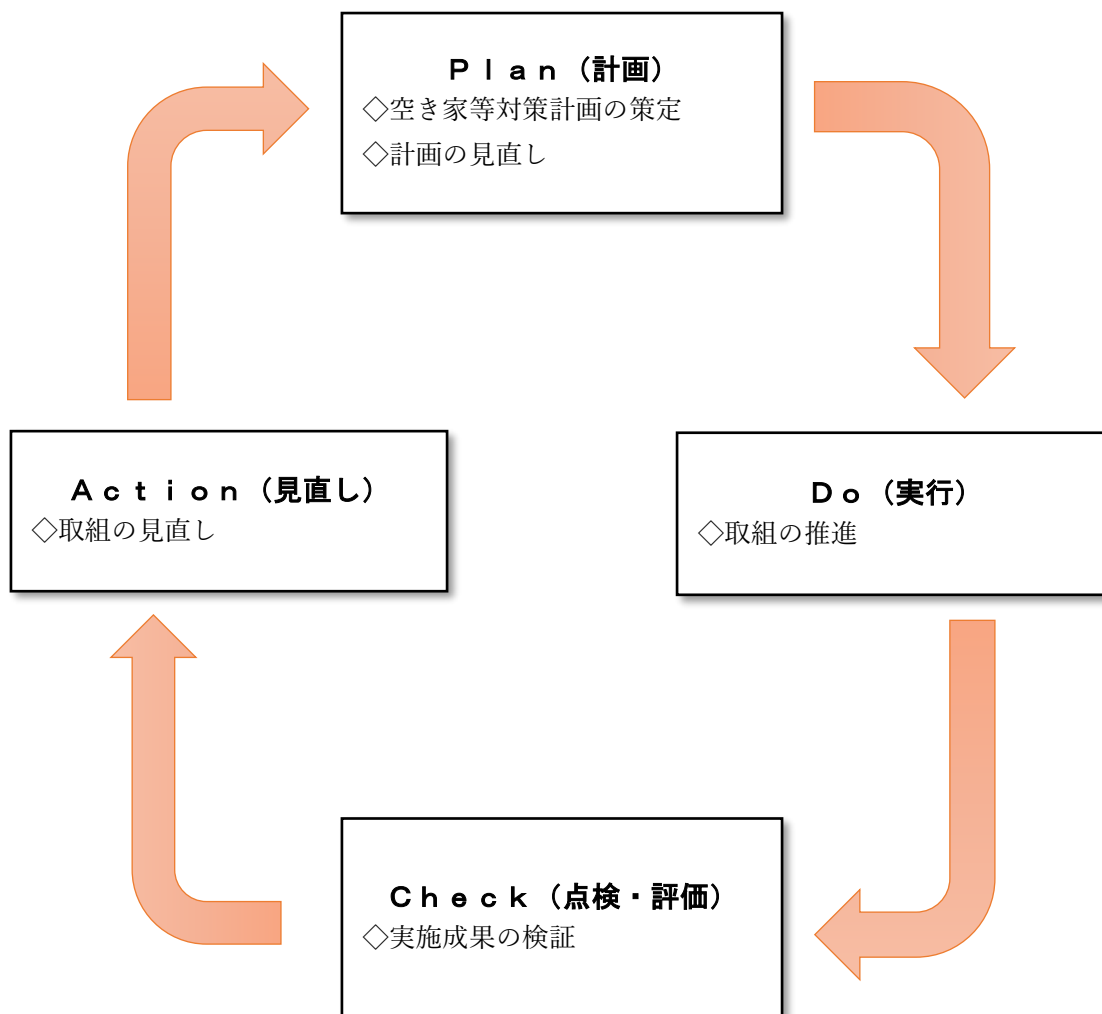 Plan（計画）
◇空き家等対策計画の策定
◇計画の見直し
Do（実行）
◇取組の推進
Check（点検・評価）
◇実施成果の検証
Action（見直し）
◇取組の見直し